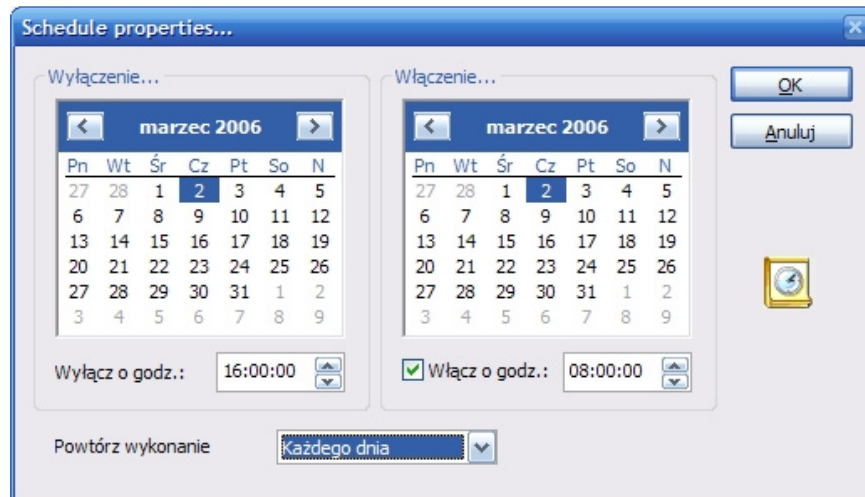 Schedule properties...
Wyłączenie...
marzec 2006
Pn Wt Śr Cz Pt So N
27 28 1 2 3 4 5
6 7 8 9 10 11 12
13 14 15 16 17 18 19
20 21 22 23 24 25 26
27 28 29 30 31 1 2
3 4 5 6 7 8 9
Wyłącz o godz.: 16:00:00
Włączenie...
marzec 2006
Pn Wt Śr Cz Pt So N
27 28 1 2 3 4 5
6 7 8 9 10 11 12
13 14 15 16 17 18 19
20 21 22 23 24 25 26
27 28 29 30 31 1 2
3 4 5 6 7 8 9
Włącz o godz.: 08:00:00
OK
Anuluj
Powtórz wykonanie Każdego dnia